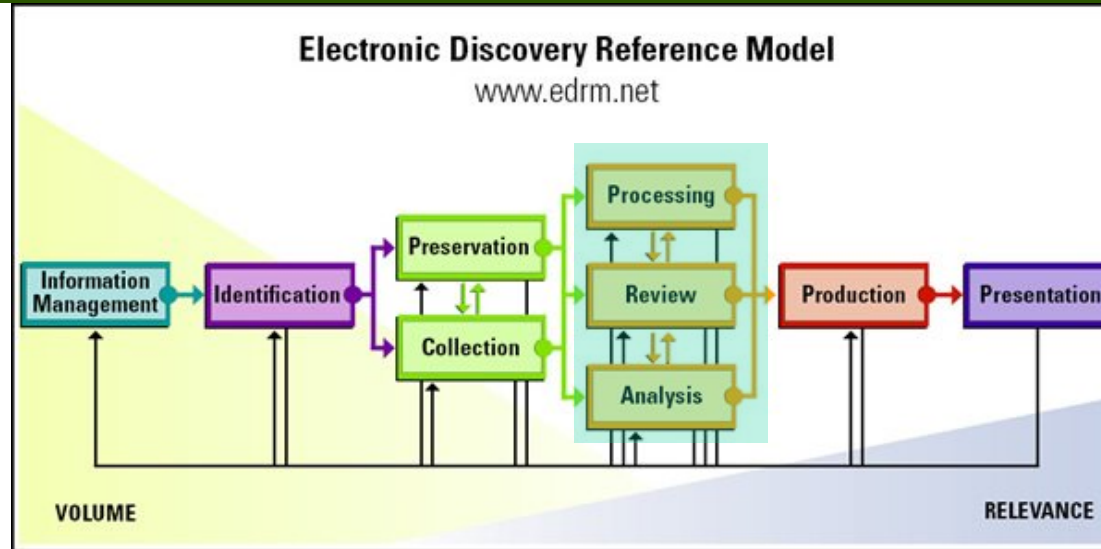 Electronic Discovery Reference Model
www.edrm.net
Information
Management
Identification
Preservation
Collection
Processing
Review
Analysis
Production
Presentation
VOLUME
RELEVANCE